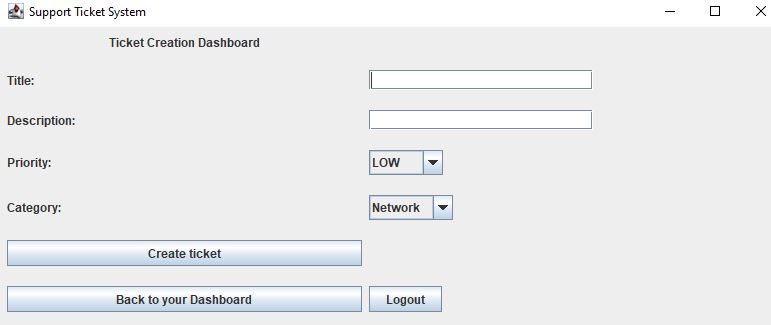 Support Ticket System
Ticket Creation Dashboard
Title:
Description:
Priority: LOW
Category: Network
Create ticket
Back to your Dashboard Logout